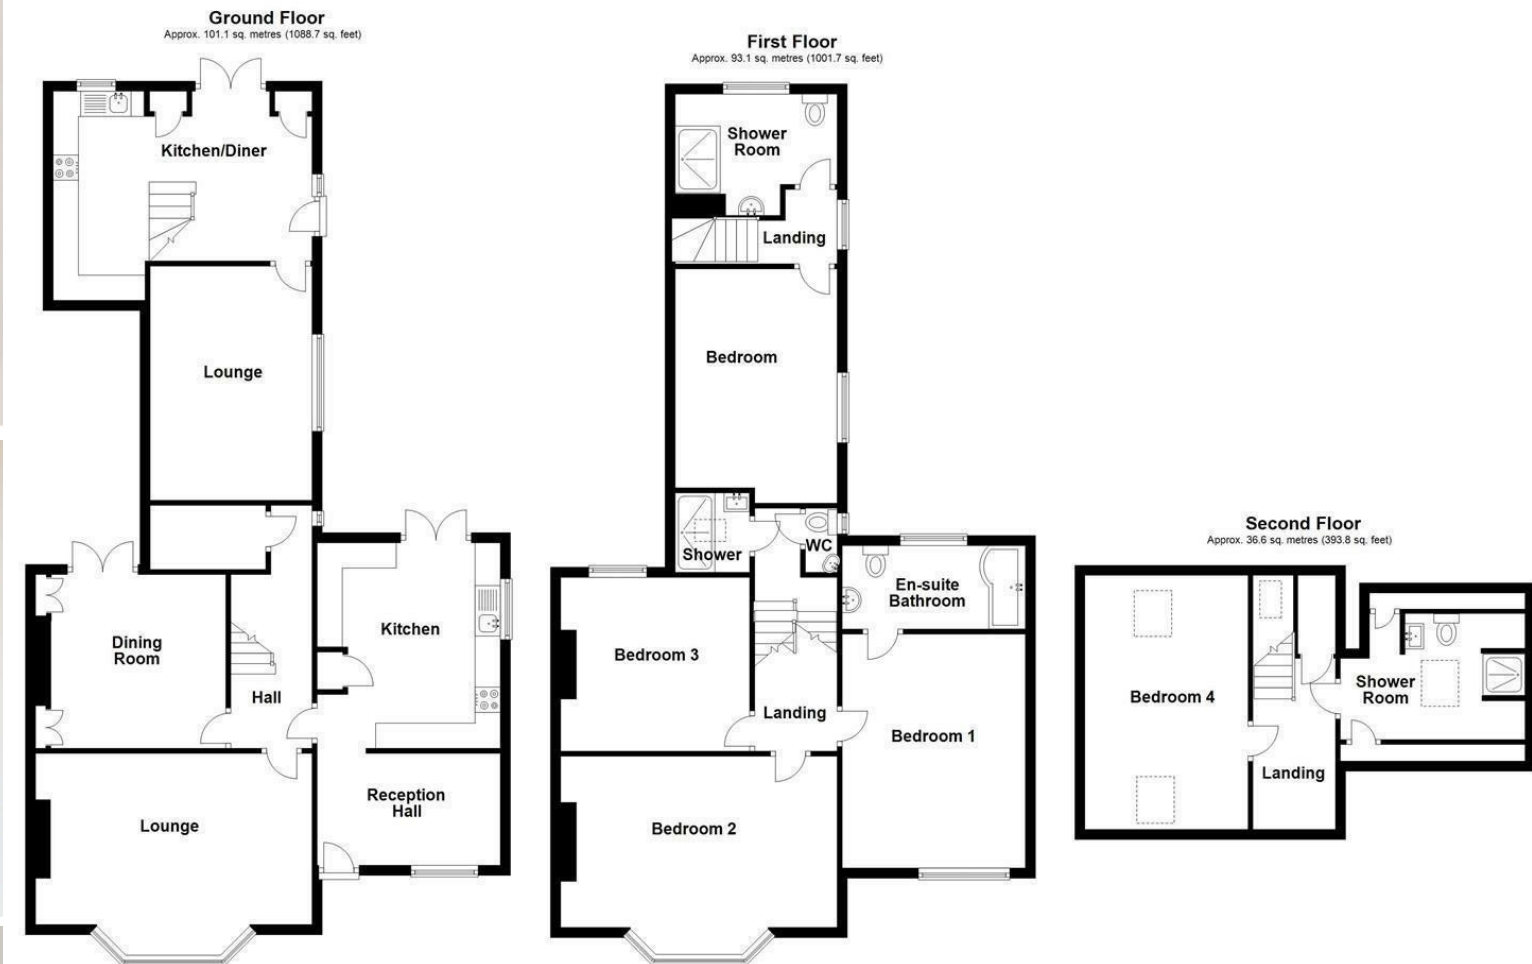 Ground Floor
Approx. 101.1 sq. metres (1088.7 sq. feet)
Kitchen/Diner
Lounge
Dining
Room
Hall
Kitchen
Lounge
Reception
Hall
First Floor
Approx. 93.1 sq. metres (1001.7 sq. feet)
Shower
Room
Landing
Bedroom
Shower
WC
En-suite
Bathroom
Bedroom 3
Landing
Bedroom 1
Bedroom 2
Second Floor
Approx. 36.6 sq. metres (393.8 sq. feet)
Bedroom 4
Shower
Room
Landing